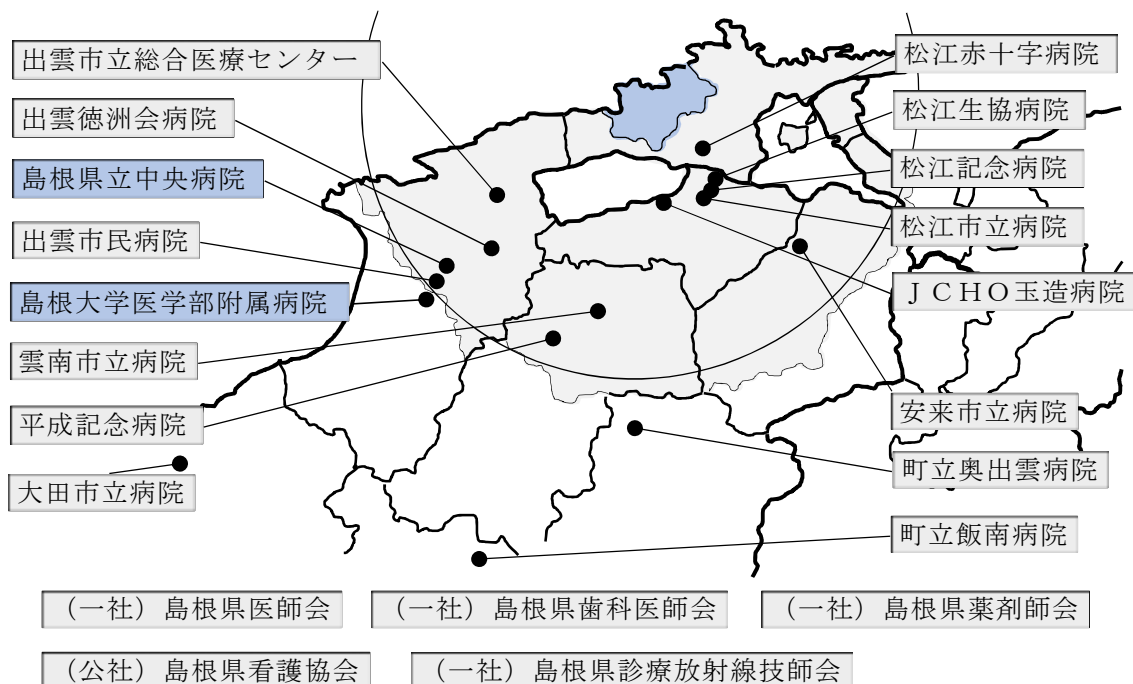 出雲市立総合医療センター
出雲徳洲会病院
島根県立中央病院
出雲市民病院
島根大学医学部附属病院
雲南市立病院
平成記念病院
大田市立病院
松江赤十字病院
松江生協病院
松江記念病院
松江市立病院
ＪＣＨＯ玉造病院
安来市立病院
町立奥出雲病院
町立飯南病院
（一社）島根県医師会
（一社）島根県歯科医師会
（一社）島根県薬剤師会
（公社）島根県看護協会
（一社）島根県診療放射線技師会